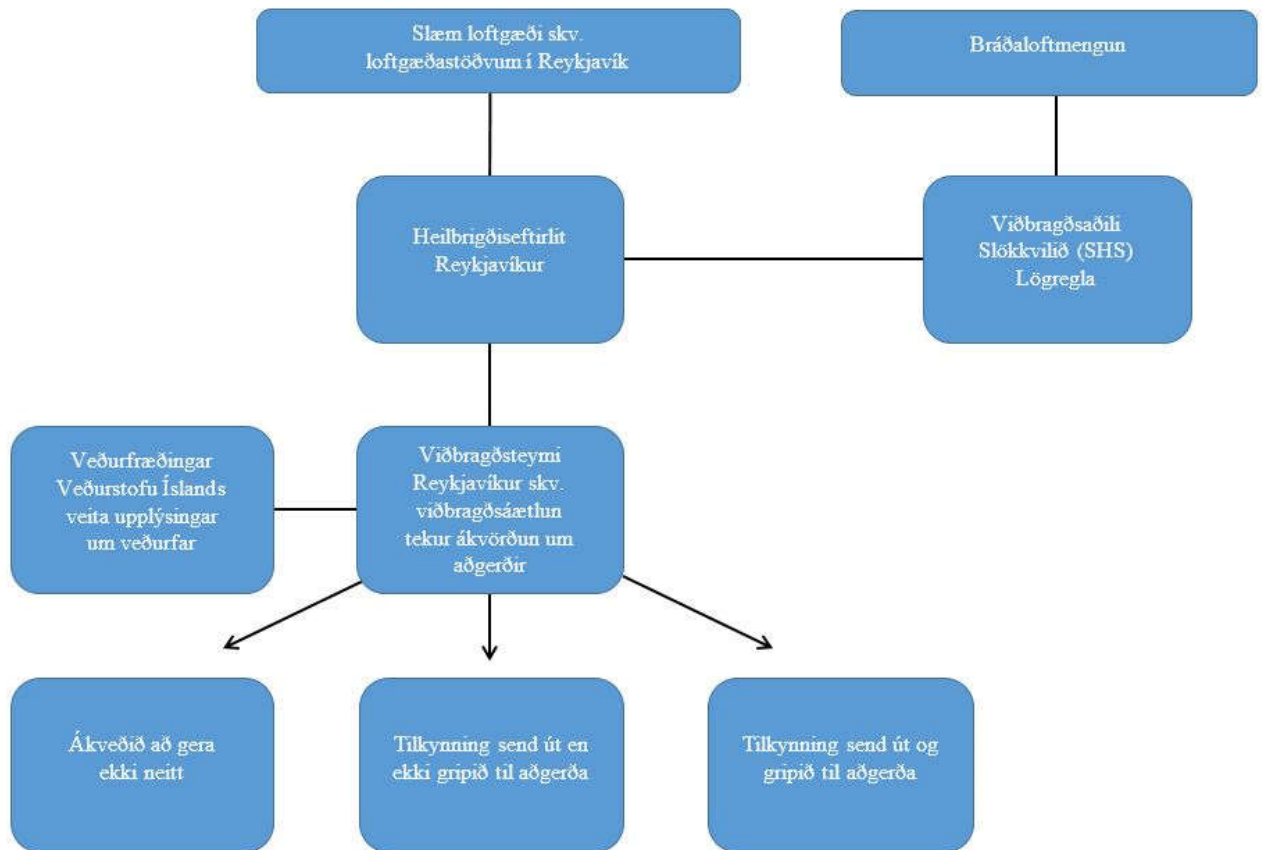 Slæm loftgæði skv.
loftgæðastöðvum í Reykjavík
Bráðaloftmengun
Heilbrigðiseftirlit
Reykjavíkur
Viðbragðsaðili
Slökkvilið (SHS)
Lögregla
Veðurfræðingar
Veðurstofu Íslands
veita upplýsingar
um veðurfar
Viðbragðsteymi
Reykjavíkur skv.
viðbragðsáætlun
tekur ákvörðun um
aðgerðir
Ákveðið að gera
ekki neitt
Tilkynning send út en
ekki gripið til aðgerða
Tilkynning send út og
gripið til aðgerða